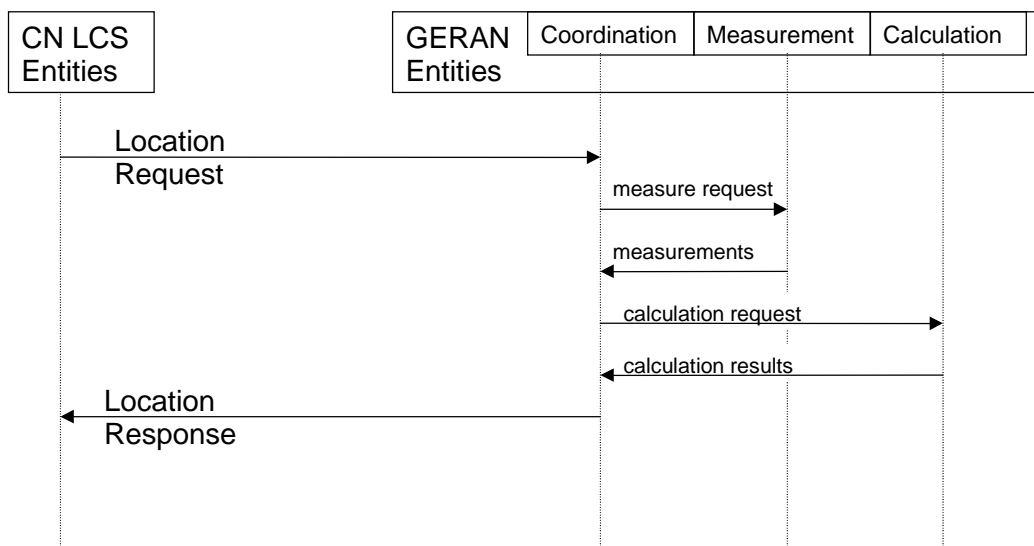 CN LCS
Entities
GERAN
Entities
Coordination
Measurement
Calculation
Location
Request
measure request
measurements
calculation request
calculation results
Location
Response